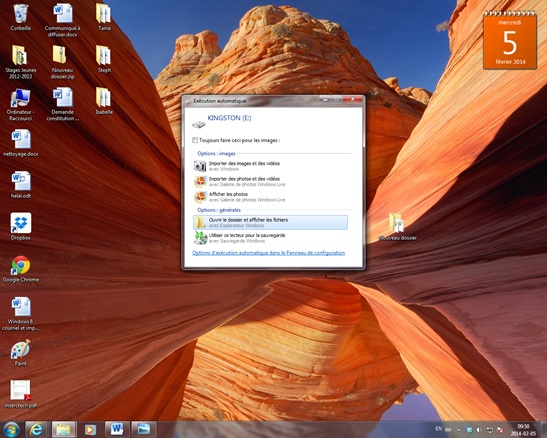 Corbeille
Communiqué à
diffuser.docx
Tania
Stages Jeunes
2012-2013
Nouveau
dossier.zip
Steph
Ordinateur -
Raccourci
Demande
constitution ...
Isabelle
nettoyage.docx
helai.odt
Dropbox
Google Chrome
Windows 8
courriel et imp...
Paint
insertech.pdf
mercredi
5
février 2014
Exécution automatique
KINGSTON (E:)
Toujours faire ceci pour les images :
Options : images
Importer des images et des vidéos
avec Windows
Importer des photos et des vidéos
avec Galerie de photos Windows Live
Afficher les photos
avec Galerie de photos Windows Live
Options : générales
Ouvrir le dossier et afficher les fichiers
avec Explorateur Windows
Utiliser ce lecteur pour la sauvegarde
avec Sauvegarde Windows
Options d'exécution automatique dans le Panneau de configuration
Nouveau dossier
EN
09:50
2014-02-05